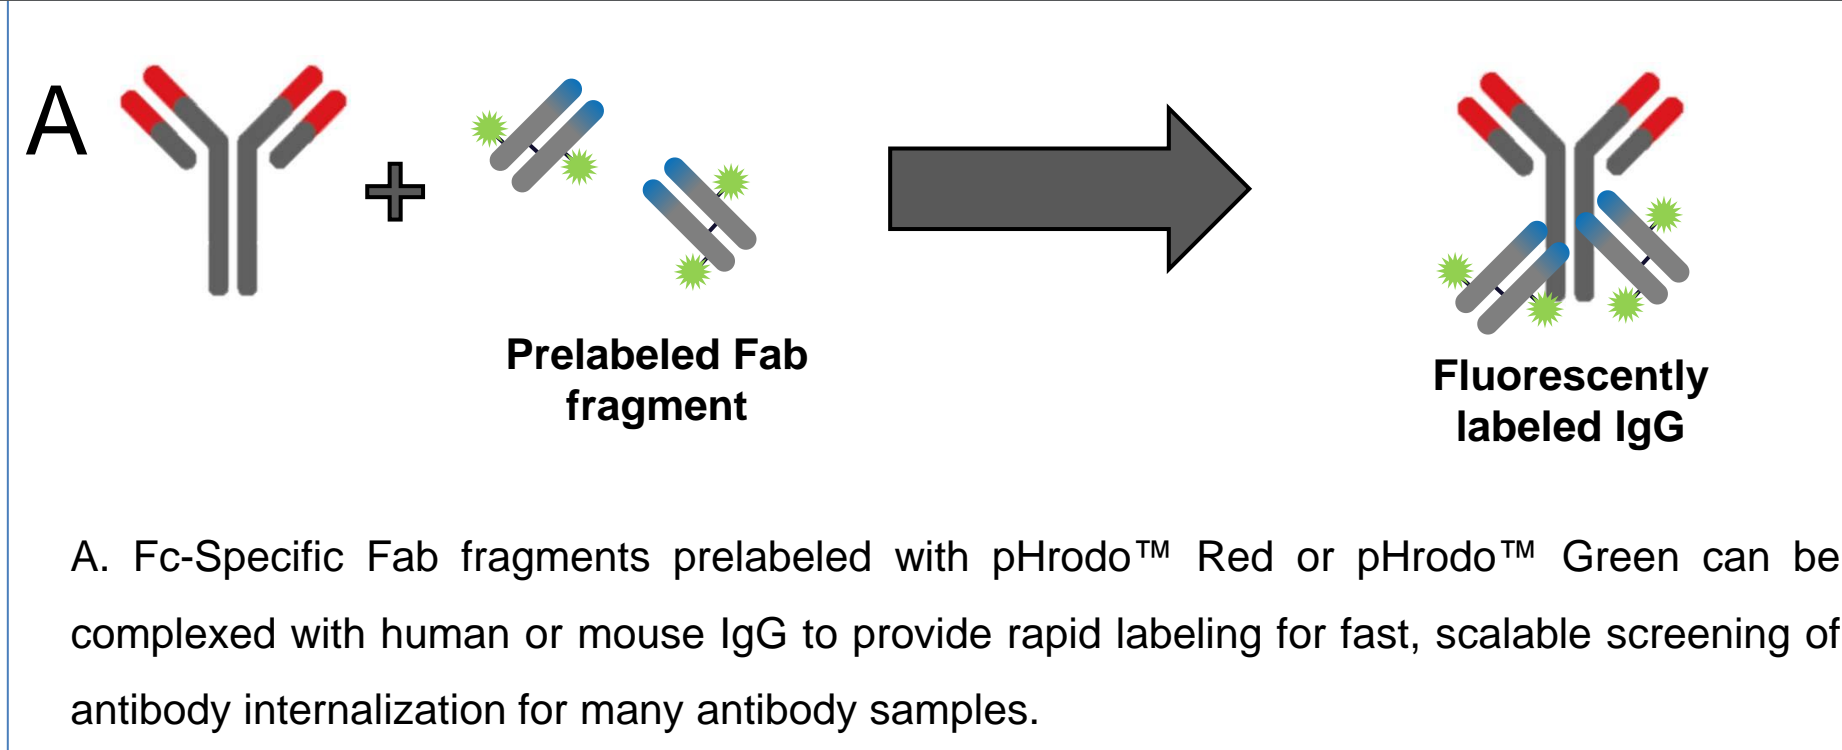 A
Prelabeled Fab
fragment
Fluorescently
labeled IgG
A. Fc-Specific Fab fragments prelabeled with pHrodo™ Red or pHrodo™ Green can be
complexed with human or mouse IgG to provide rapid labeling for fast, scalable screening of
antibody internalization for many antibody samples.